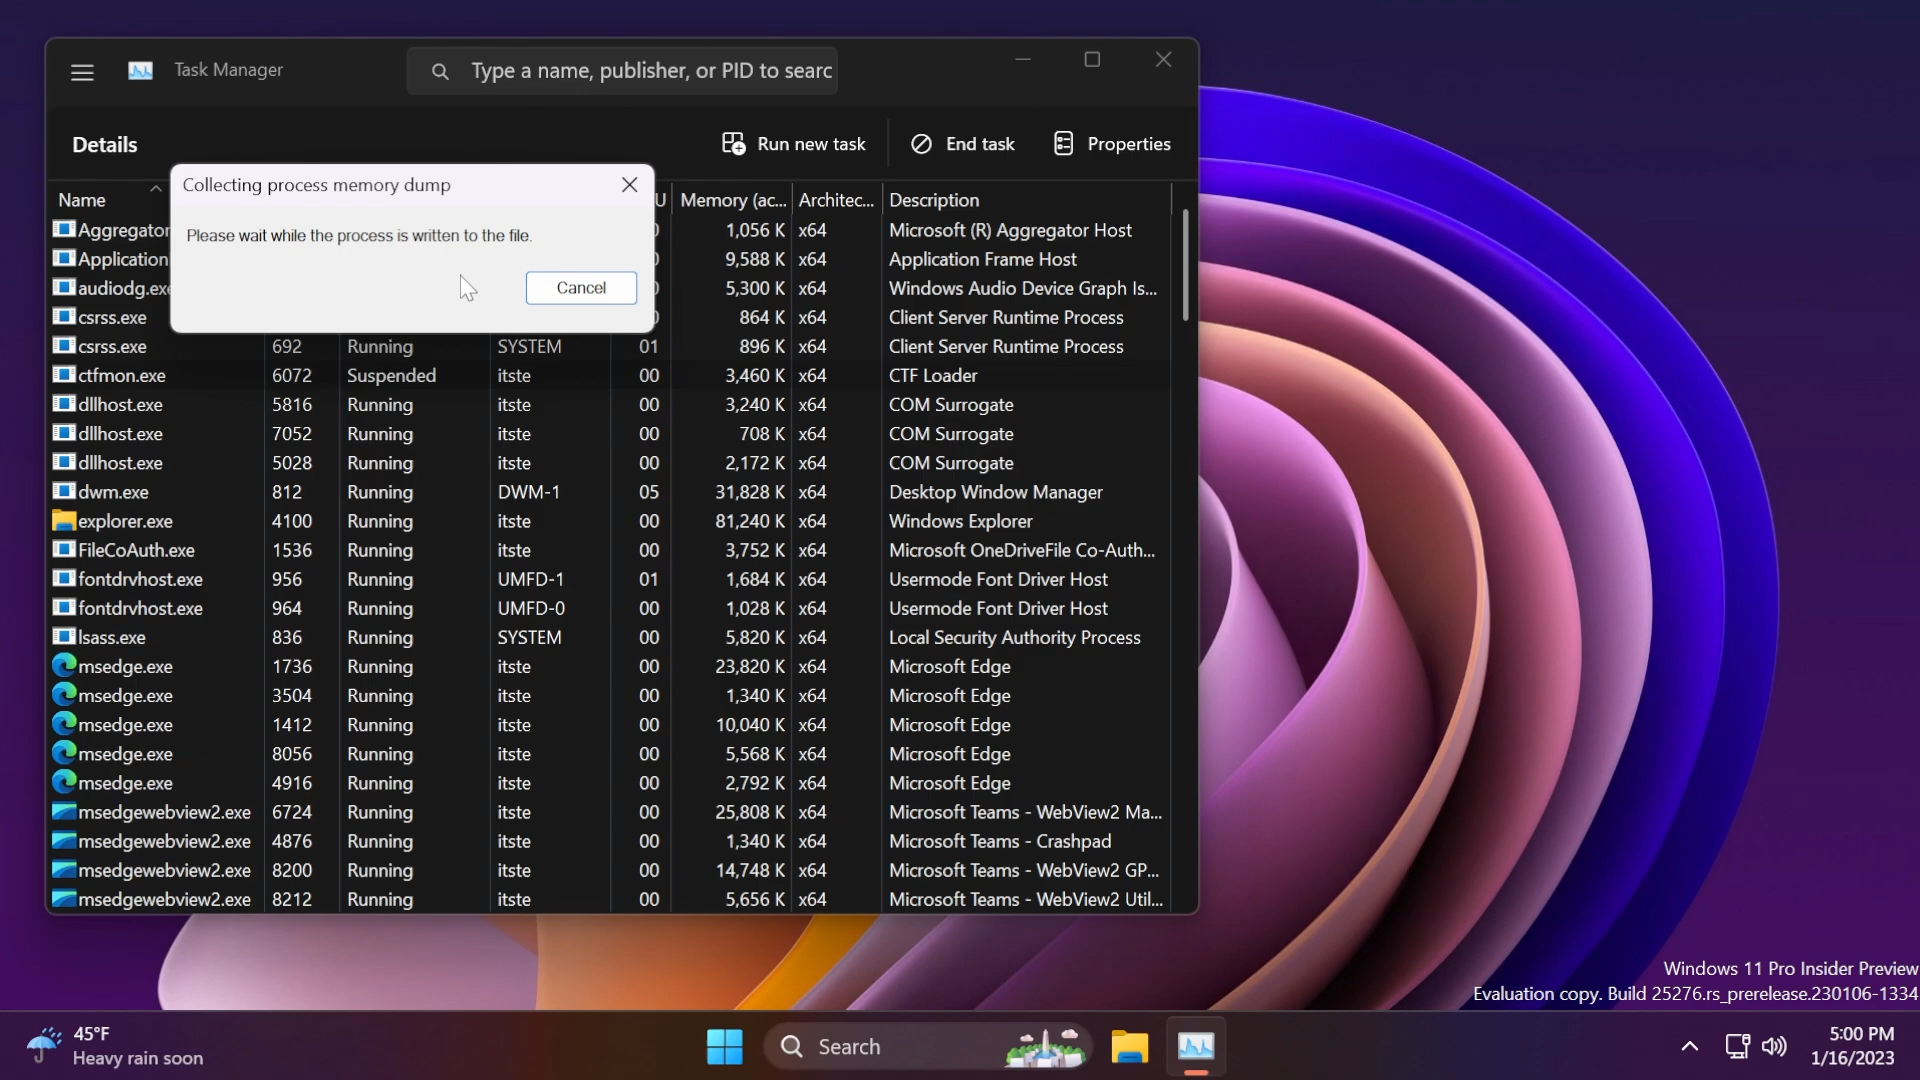 Task Manager
Type a name, publisher, or PID to searc
Details
Run new task
End task
Properties
Collecting process memory dump
Please wait while the process is written to the file.
Cancel
Name U Memory (ac... Architec... Description
Aggregator 1,056 K x64 Microsoft (R) Aggregator Host
Application 9,588 K x64 Application Frame Host
audiodg.exe 5,300 K x64 Windows Audio Device Graph Is...
csrss.exe 864 K x64 Client Server Runtime Process
csrss.exe 692 Running SYSTEM 01 896 K x64 Client Server Runtime Process
ctfmon.exe 6072 Suspended itste 00 3,460 K x64 CTF Loader
dllhost.exe 5816 Running itste 00 3,240 K x64 COM Surrogate
dllhost.exe 7052 Running itste 00 708 K x64 COM Surrogate
dllhost.exe 5028 Running itste 00 2,172 K x64 COM Surrogate
dwm.exe 812 Running DWM-1 05 31,828 K x64 Desktop Window Manager
explorer.exe 4100 Running itste 00 81,240 K x64 Windows Explorer
FileCoAuth.exe 1536 Running itste 00 3,752 K x64 Microsoft OneDriveFile Co-Auth...
fontdrvhost.exe 956 Running UMFD-1 01 1,684 K x64 Usermode Font Driver Host
fontdrvhost.exe 964 Running UMFD-0 00 1,028 K x64 Usermode Font Driver Host
lsass.exe 836 Running SYSTEM 00 5,820 K x64 Local Security Authority Process
msedge.exe 1736 Running itste 00 23,820 K x64 Microsoft Edge
msedge.exe 3504 Running itste 00 1,340 K x64 Microsoft Edge
msedge.exe 1412 Running itste 00 10,040 K x64 Microsoft Edge
msedge.exe 8056 Running itste 00 5,568 K x64 Microsoft Edge
msedge.exe 4916 Running itste 00 2,792 K x64 Microsoft Edge
msedgewebview2.exe 6724 Running itste 00 25,808 K x64 Microsoft Teams - WebView2 Ma...
msedgewebview2.exe 4876 Running itste 00 1,340 K x64 Microsoft Teams - Crashpad
msedgewebview2.exe 8200 Running itste 00 14,748 K x64 Microsoft Teams - WebView2 GP...
msedgewebview2.exe 8212 Running itste 00 5,656 K x64 Microsoft Teams - WebView2 Util...
Windows 11 Pro Insider Preview
Evaluation copy. Build 25276.rs_prerelease.230106-1334
45°F
Heavy rain soon
Search
5:00 PM
1/16/2023